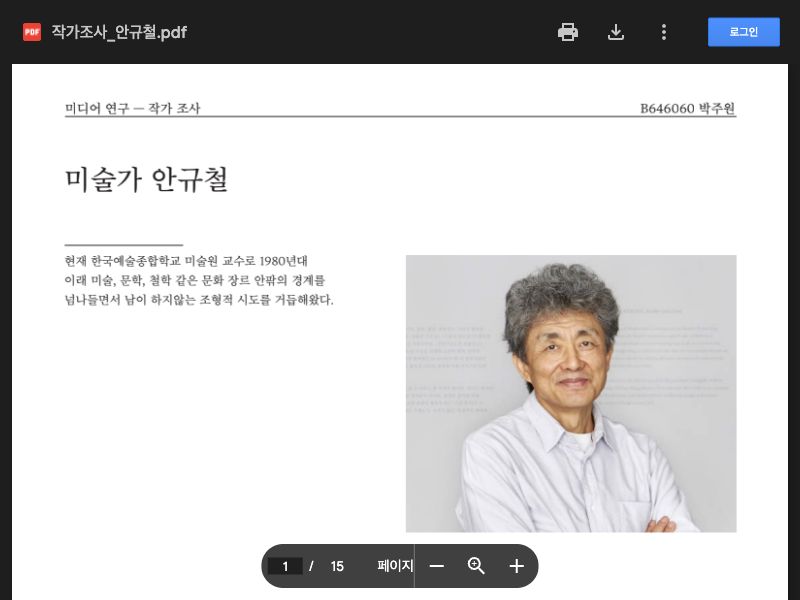 PDF 작가조사_안규철.pdf
로그인
미디어 연구 — 작가 조사
B646060 박주원
미술가 안규철
현재 한국예술종합학교 미술원 교수로 1980년대
이래 미술, 문학, 철학 같은 문화 장르 안팎의 경계를
넘나들면서 남이 하지않는 조형적 시도를 거듭해왔다.
1 / 15 페이지